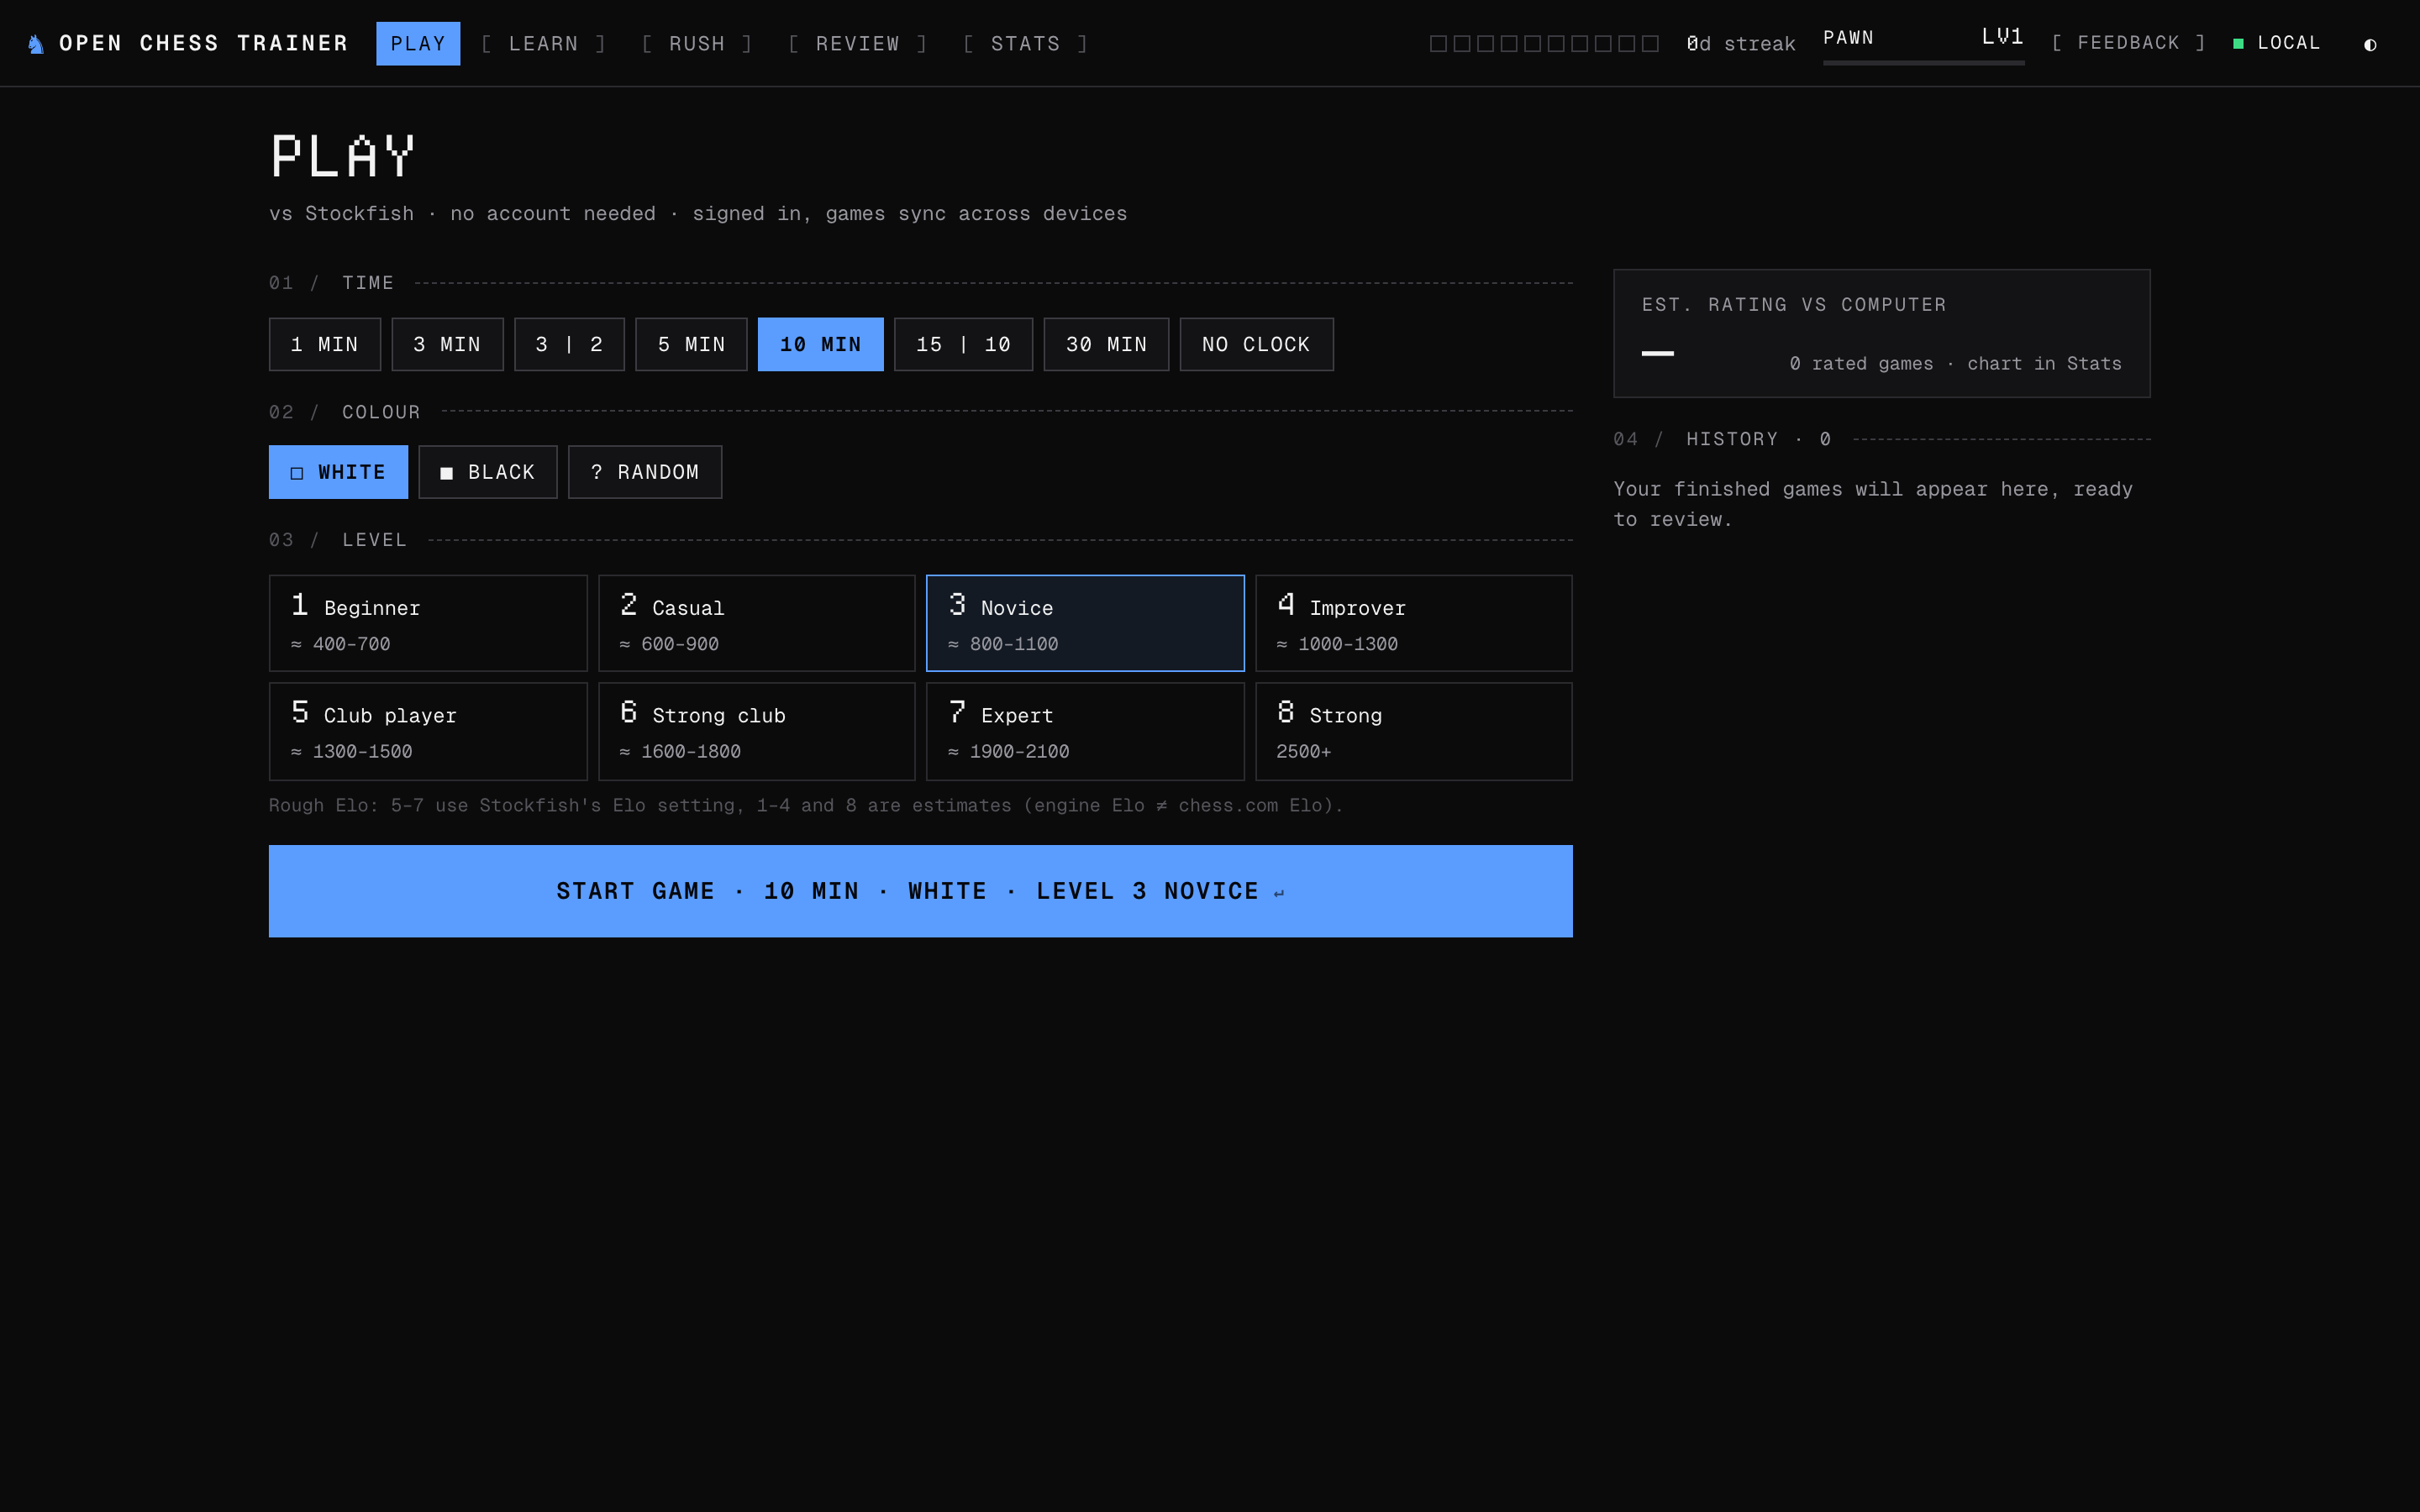 ♞ OPEN CHESS TRAINER PLAY [ LEARN ] [ RUSH ] [ REVIEW ] [ STATS ] 0d streak PAWN LV1 [ FEEDBACK ] ■ LOCAL ◐
PLAY
vs Stockfish · no account needed · signed in, games sync across devices
01 / TIME
1 MIN 3 MIN 3 | 2 5 MIN 10 MIN 15 | 10 30 MIN NO CLOCK
02 / COLOUR
□ WHITE ■ BLACK ? RANDOM
03 / LEVEL
1 Beginner
≈ 400–700
2 Casual
≈ 600–900
3 Novice
≈ 800–1100
4 Improver
≈ 1000–1300
5 Club player
≈ 1300–1500
6 Strong club
≈ 1600–1800
7 Expert
≈ 1900–2100
8 Strong
2500+
Rough Elo: 5–7 use Stockfish's Elo setting, 1–4 and 8 are estimates (engine Elo ≠ chess.com Elo).
START GAME · 10 MIN · WHITE · LEVEL 3 NOVICE ↵
EST. RATING VS COMPUTER
— 0 rated games · chart in Stats
04 / HISTORY · 0
Your finished games will appear here, ready
to review.